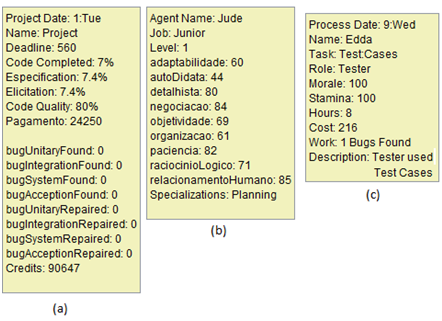 Project Date: 1:Tue
Name: Project
Deadline: 560
Code Completed: 7%
Especification: 7.4%
Elicitation: 7.4%
Code Quality: 80%
Pagamento: 24250
bugUnitaryFound: 0
bugIntegrationFound: 0
bugSystemFound: 0
bugAcceptionFound: 0
bugUnitaryRepaired: 0
bugIntegrationRepaired: 0
bugSystemRepaired: 0
bugAcceptionRepaired: 0
Credits: 90647
(a)
Agent Name: Jude
Job: Junior
Level: 1
adaptabilidade: 60
autoDidata: 44
detalhista: 80
negociacao: 84
objetividade: 69
organizacao: 61
paciencia: 82
raciocinioLogico: 71
relacionamentoHumano: 85
Specializations: Planning
(b)
Process Date: 9:Wed
Name: Edda
Task: Test:Cases
Role: Tester
Morale: 100
Stamina: 100
Hours: 8
Cost: 216
Work: 1 Bugs Found
Description: Tester used
Test Cases
(c)